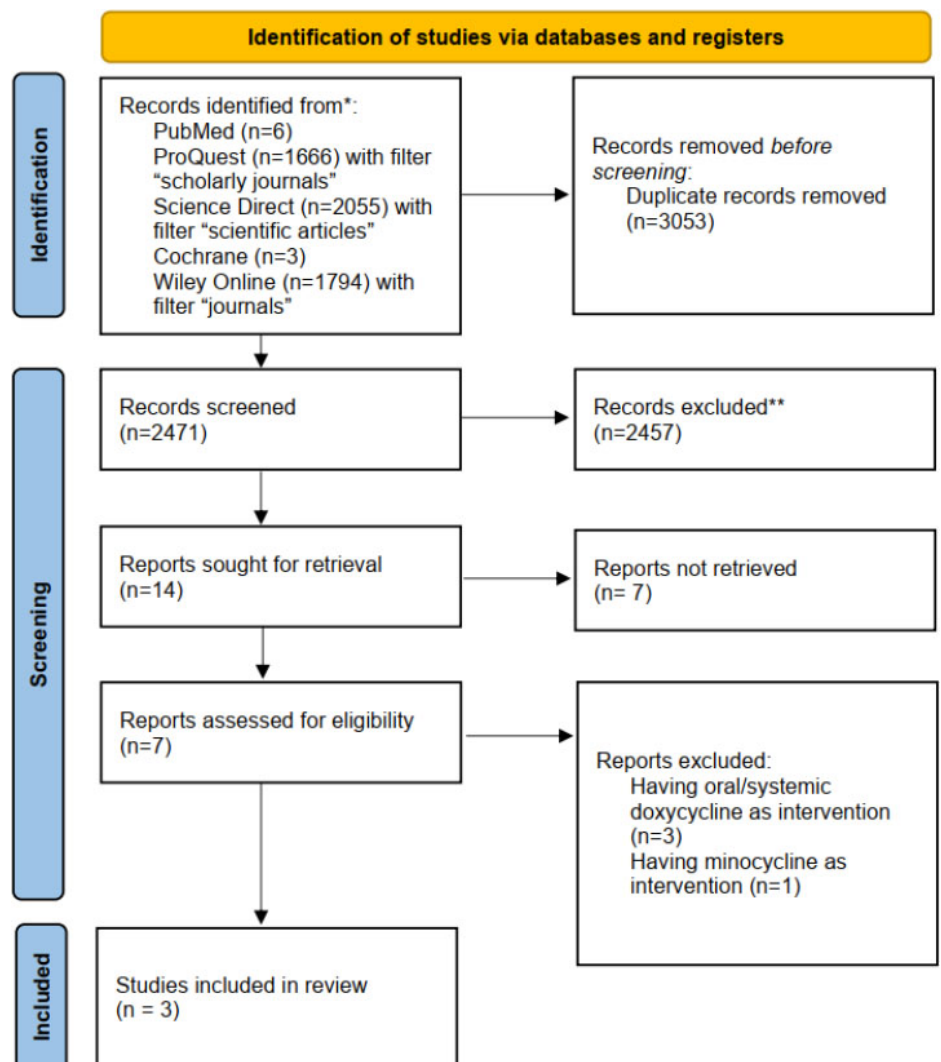 Identification of studies via databases and registers
Identification
Records identified from*:
PubMed (n=6)
ProQuest (n=1666) with filter
“scholarly journals”
Science Direct (n=2055) with
filter “scientific articles”
Cochrane (n=3)
Wiley Online (n=1794) with
filter “journals”
Records removed before
screening:
Duplicate records removed
(n=3053)
Screening
Records screened
(n=2471)
Records excluded**
(n=2457)
Reports sought for retrieval
(n=14)
Reports not retrieved
(n= 7)
Reports assessed for eligibility
(n=7)
Reports excluded:
Having oral/systemic
doxycycline as intervention
(n=3)
Having minocycline as
intervention (n=1)
Included
Studies included in review
(n = 3)